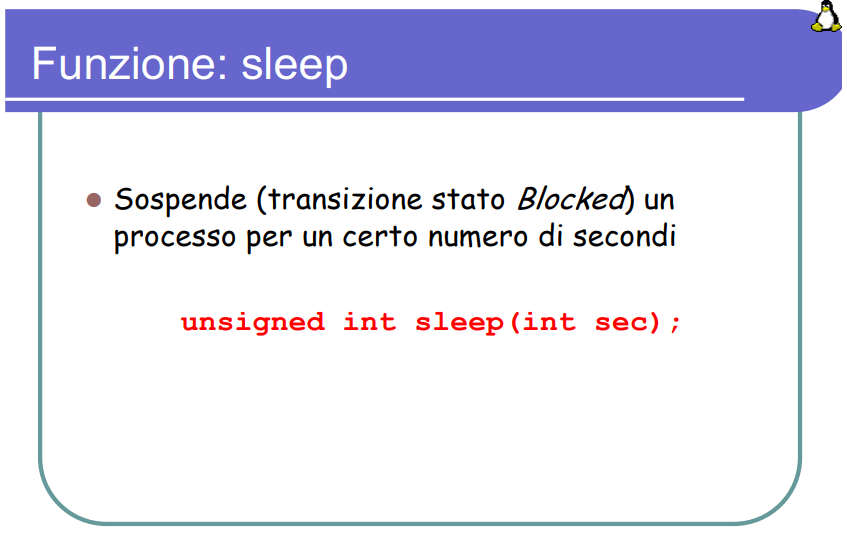 Funzione: sleep
Sospende (transizione stato Blocked) un
processo per un certo numero di secondi
unsigned int sleep(int sec);